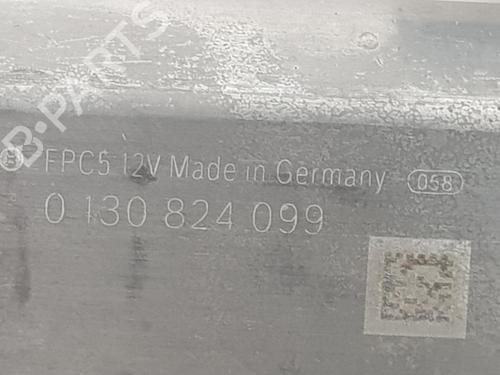 B-PARTS
FPC5 12V Made in Germany 058
0 130 824 099